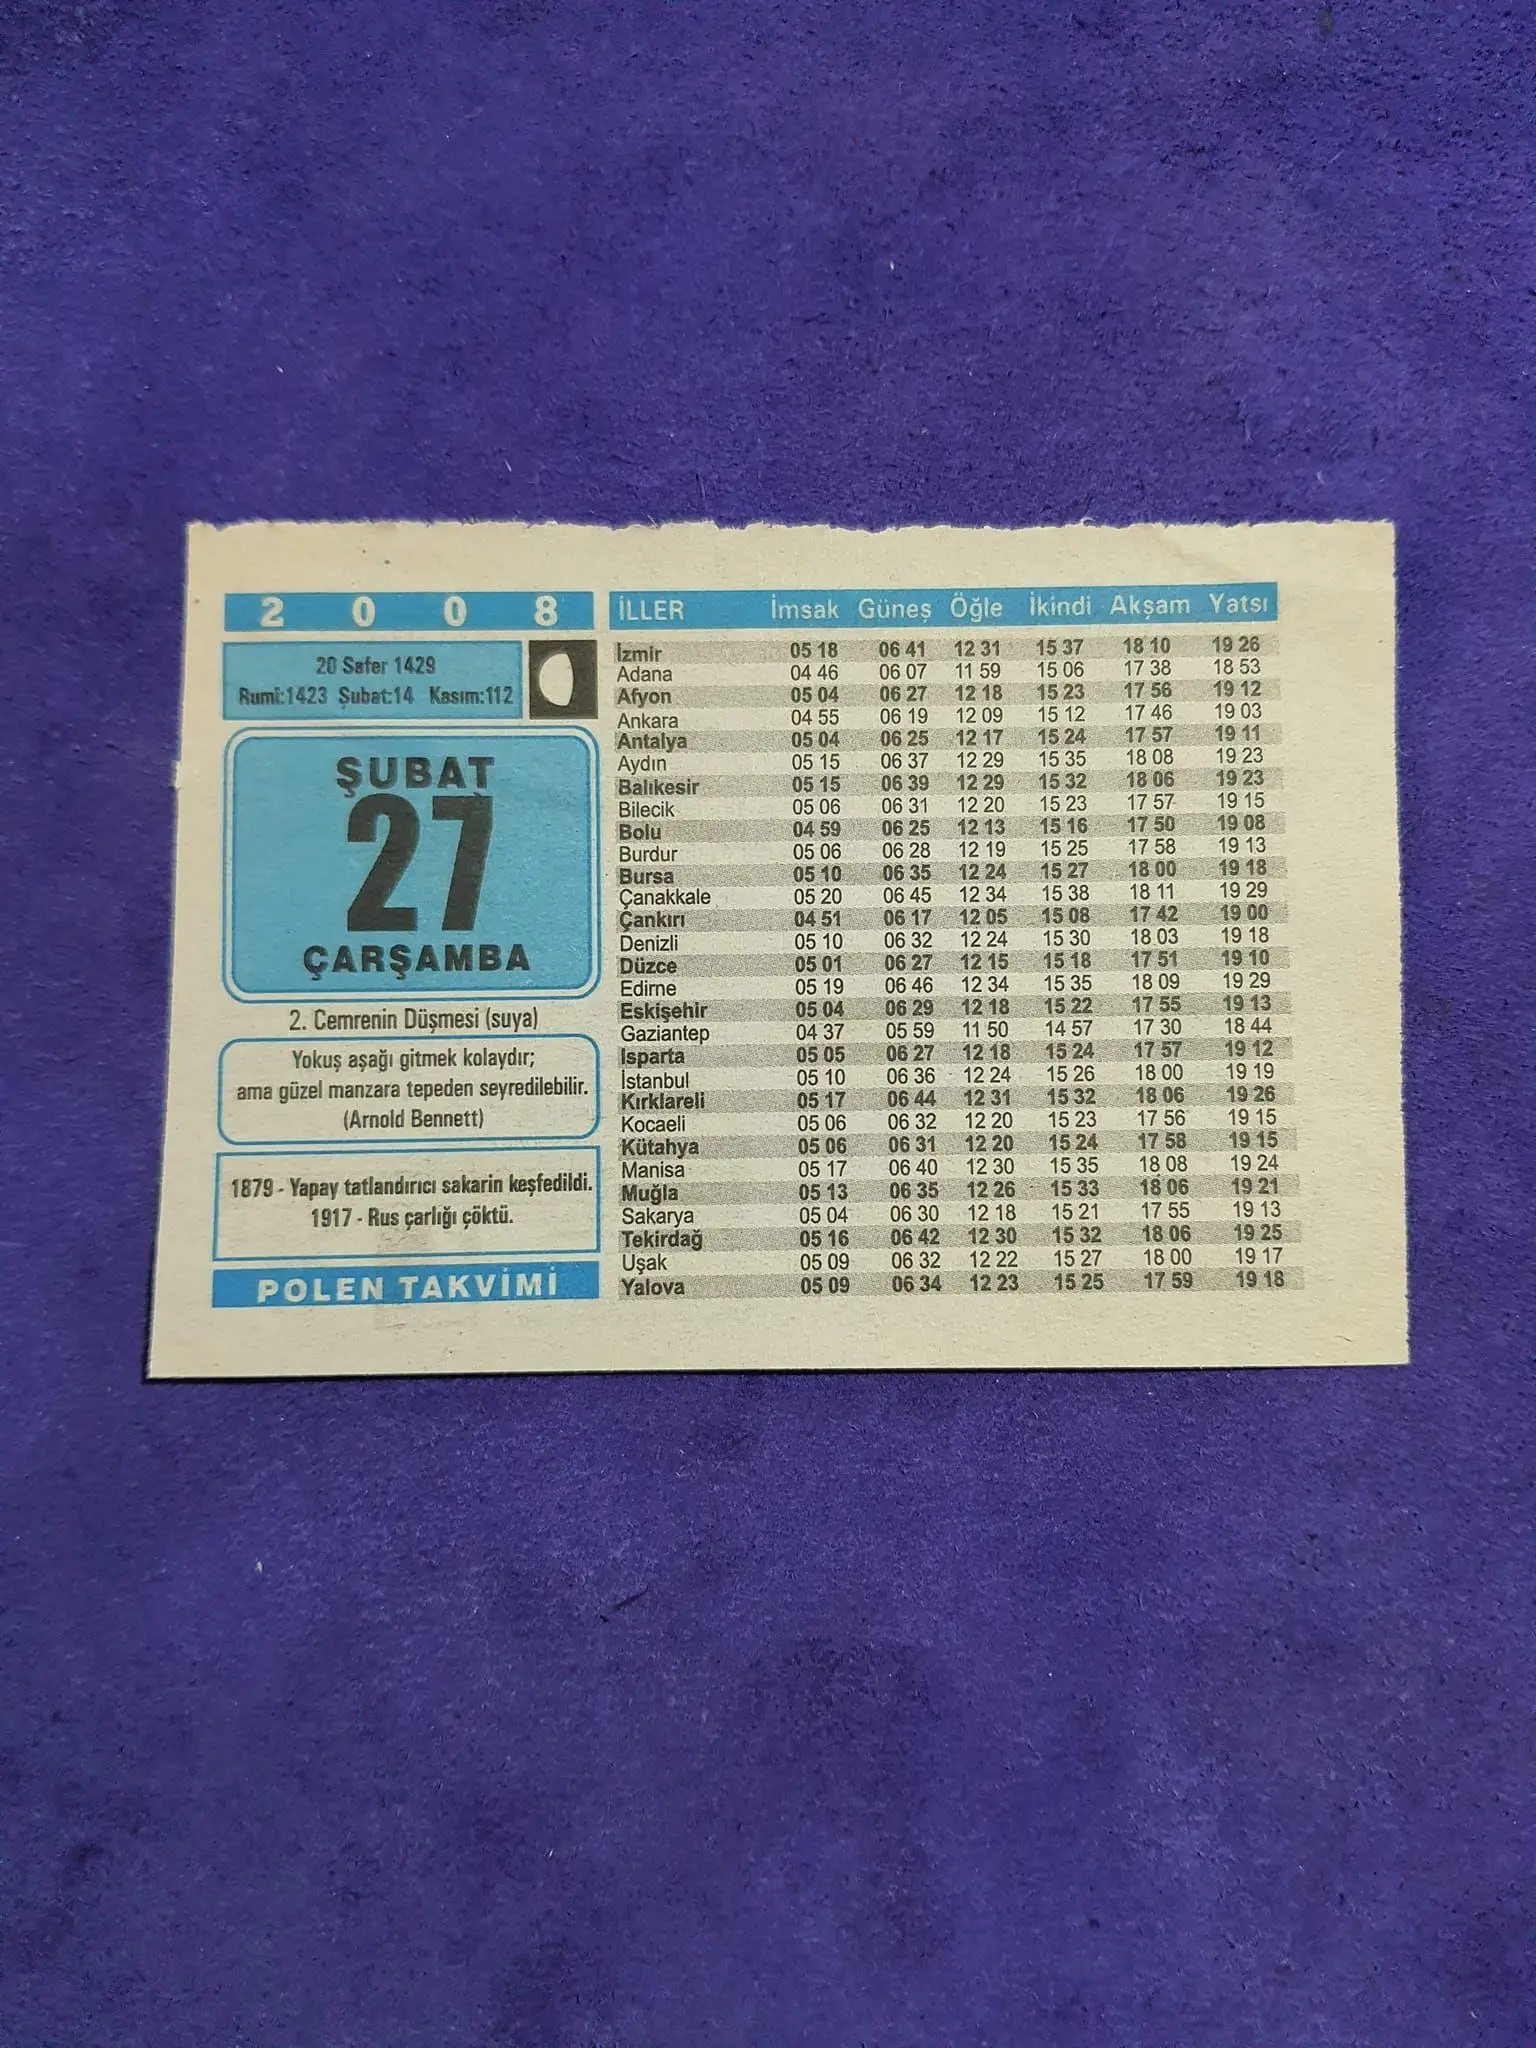 2 0 0 8
20 Safer 1429
Rumî:1423 Şubat:14 Kasım:112
ŞUBAT
27
ÇARŞAMBA
2. Cemrenin Düşmesi (suya)
Yokuş aşağı gitmek kolaydır;
ama güzel manzara tepeden seyredilebilir.
(Arnold Bennett)
1879 - Yapay tatlandırıcı sakarin keşfedildi.
1917 - Rus çarlığı çöktü.
POLEN TAKVİMİ
İLLER İmsak Güneş Öğle İkindi Akşam Yatsı
İzmir 05 18 06 41 12 31 15 37 18 10 19 26
Adana 04 46 06 07 11 59 15 06 17 38 18 53
Afyon 05 04 06 27 12 18 15 23 17 56 19 12
Ankara 04 55 06 19 12 09 15 12 17 46 19 03
Antalya 05 04 06 25 12 17 15 24 17 57 19 11
Aydın 05 15 06 37 12 29 15 35 18 08 19 23
Balıkesir 05 15 06 39 12 29 15 32 18 06 19 23
Bilecik 05 06 06 31 12 20 15 23 17 57 19 15
Bolu 04 59 06 25 12 13 15 16 17 50 19 08
Burdur 05 06 06 28 12 19 15 25 17 58 19 13
Bursa 05 10 06 35 12 24 15 27 18 00 19 18
Çanakkale 05 20 06 45 12 34 15 38 18 11 19 29
Çankırı 04 51 06 17 12 05 15 08 17 42 19 00
Denizli 05 10 06 32 12 24 15 30 18 03 19 18
Düzce 05 01 06 27 12 15 15 18 17 51 19 10
Edirne 05 19 06 46 12 34 15 35 18 09 19 29
Eskişehir 05 04 06 29 12 18 15 22 17 55 19 13
Gaziantep 04 37 05 59 11 50 14 57 17 30 18 44
Isparta 05 05 06 27 12 18 15 24 17 57 19 12
İstanbul 05 10 06 36 12 24 15 26 18 00 19 19
Kırklareli 05 17 06 44 12 31 15 32 18 06 19 26
Kocaeli 05 06 06 32 12 20 15 23 17 56 19 15
Kütahya 05 06 06 31 12 20 15 24 17 58 19 15
Manisa 05 17 06 40 12 30 15 35 18 08 19 24
Muğla 05 13 06 35 12 26 15 33 18 06 19 21
Sakarya 05 04 06 30 12 18 15 21 17 55 19 13
Tekirdağ 05 16 06 42 12 30 15 32 18 06 19 25
Uşak 05 09 06 32 12 22 15 27 18 00 19 17
Yalova 05 09 06 34 12 23 15 25 17 59 19 18